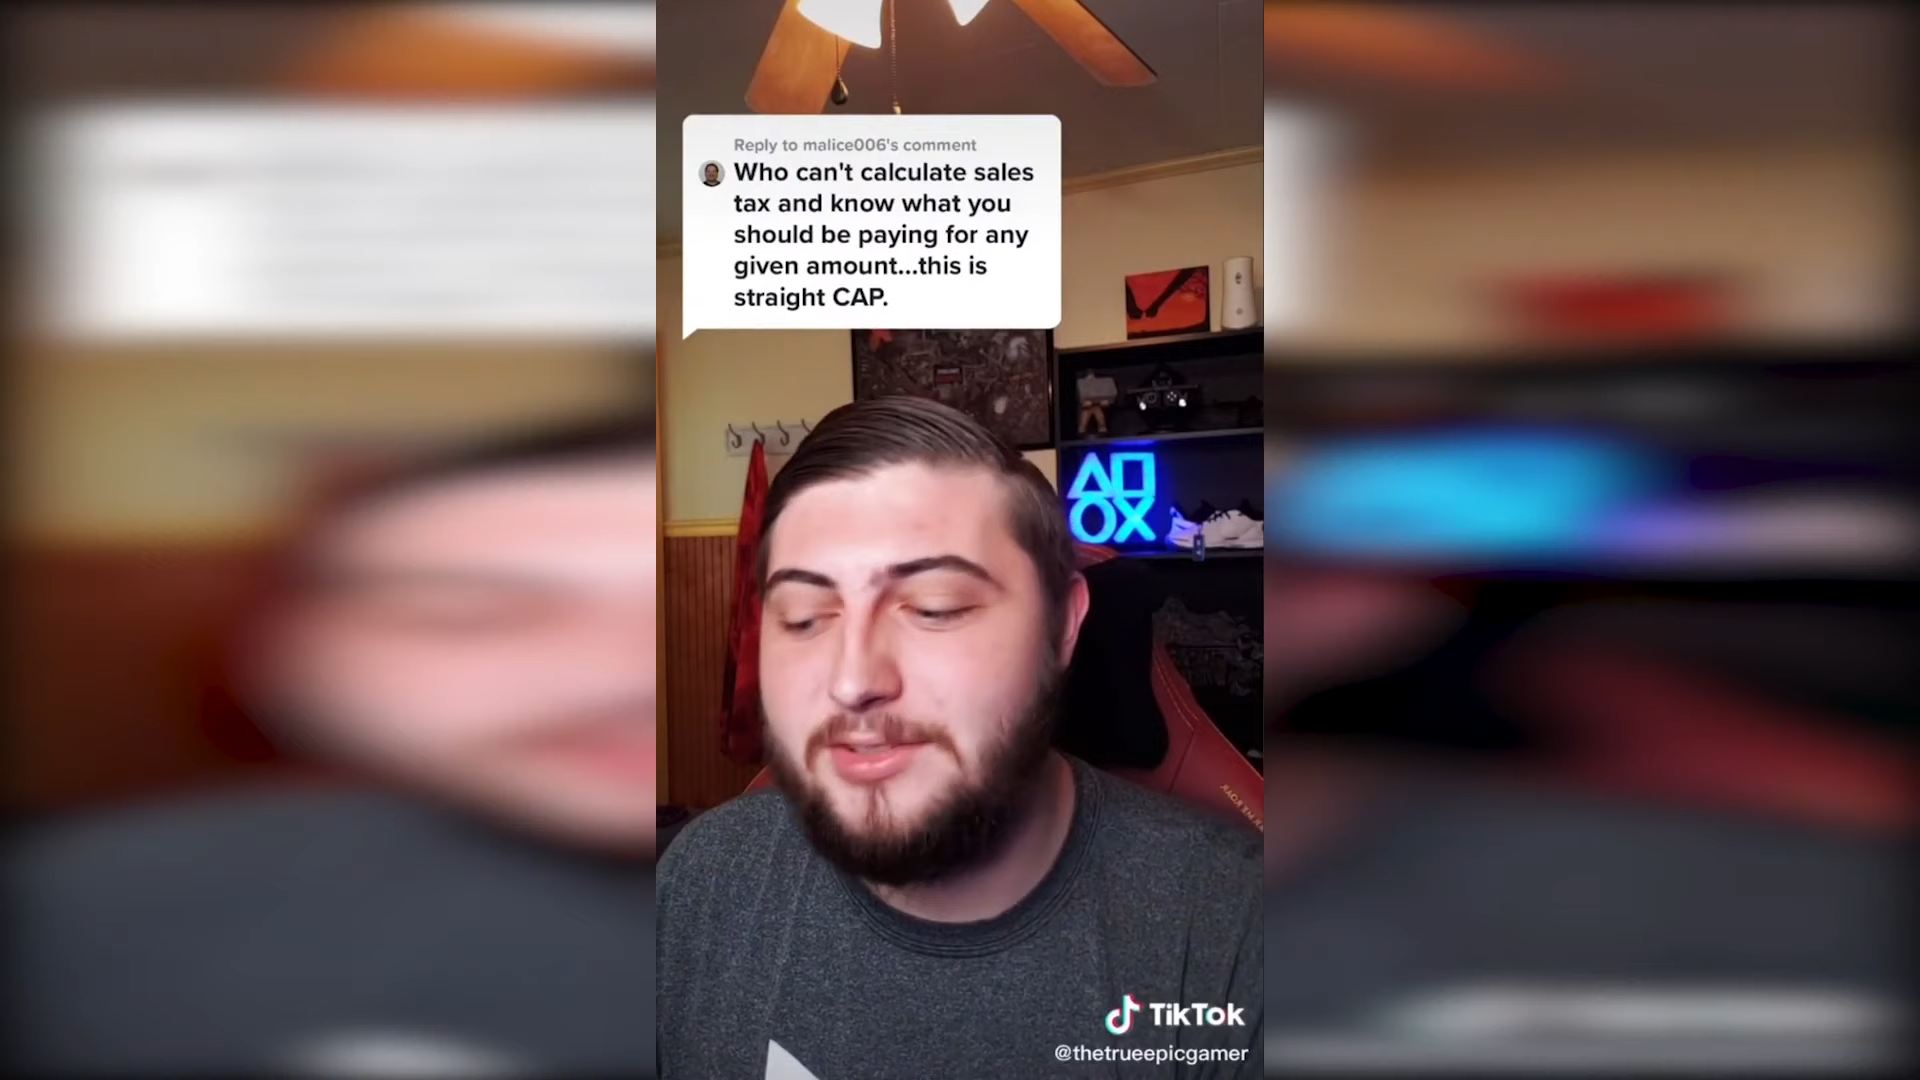 Reply to malice006's comment
Who can't calculate sales
tax and know what you
should be paying for any
given amount...this is
straight CAP.
TikTok
@thetrueepicgamer